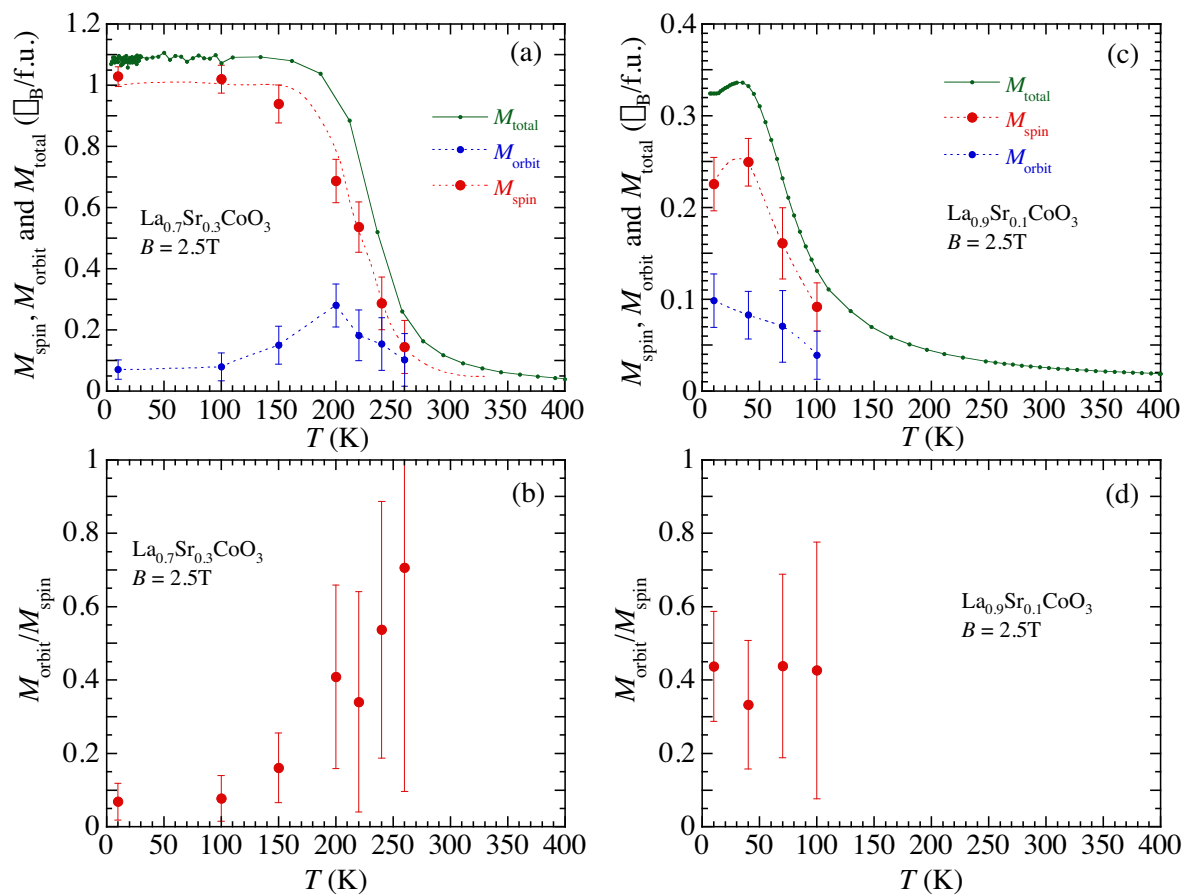 M_spin, M_orbit and M_total (□_B/f.u.)
1.2
1
0.8
0.6
0.4
0.2
0
(a)
M_total
M_orbit
M_spin
La_0.7Sr_0.3CoO_3
B = 2.5T
0 50 100 150 200 250 300 350 400
T (K)
M_spin, M_orbit and M_total (□_B/f.u.)
0.4
0.3
0.2
0.1
0
(c)
M_total
M_spin
M_orbit
La_0.9Sr_0.1CoO_3
B = 2.5T
0 50 100 150 200 250 300 350 400
T (K)
M_orbit/M_spin
1
0.8
0.6
0.4
0.2
0
(b)
La_0.7Sr_0.3CoO_3
B = 2.5T
0 50 100 150 200 250 300 350 400
T (K)
M_orbit/M_spin
1
0.8
0.6
0.4
0.2
0
(d)
La_0.9Sr_0.1CoO_3
B = 2.5T
0 50 100 150 200 250 300 350 400
T (K)